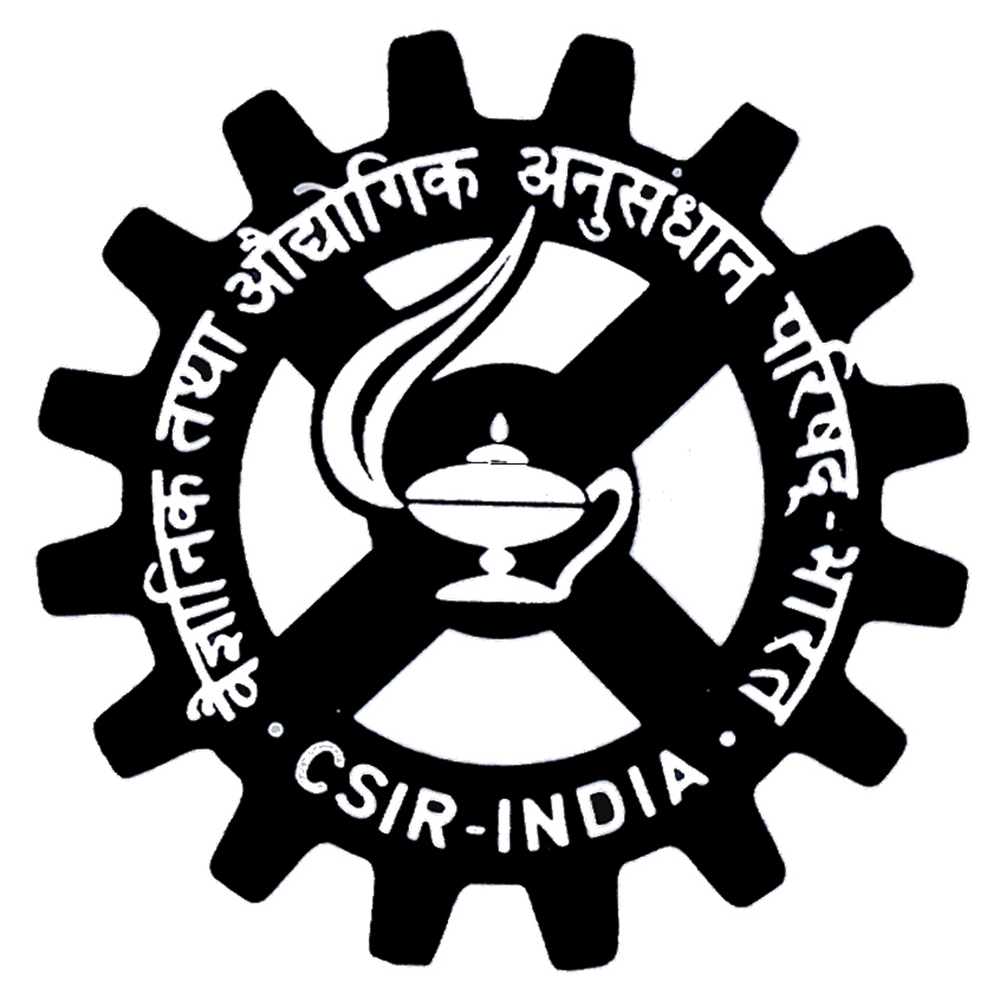 वैज्ञानिक तथा औद्योगिक अनुसंधान परिषद् - भारत
• CSIR-INDIA •